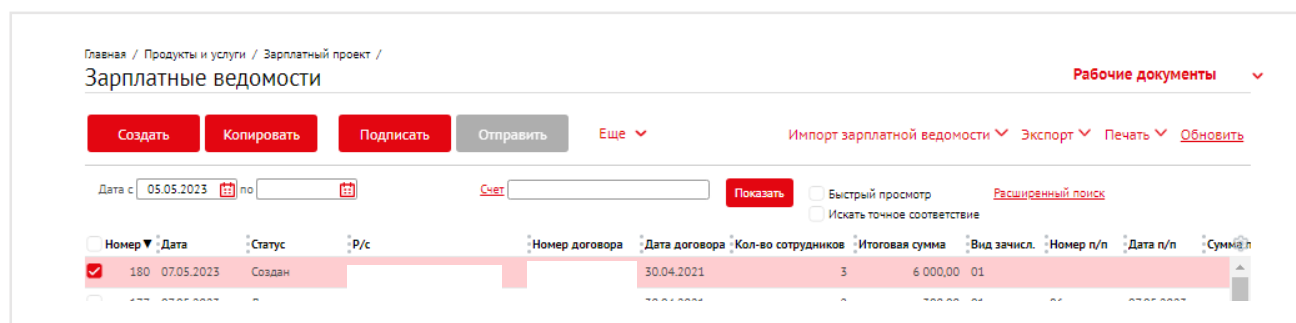 Главная / Продукты и услуги / Зарплатный проект /
Зарплатные ведомости
Рабочие документы
Создать Копировать Подписать Отправить Еще Импорт зарплатной ведомости Экспорт Печать Обновить
Дата с 05.05.2023 по Счет Показать Быстрый просмотр Расширенный поиск
Искать точное соответствие
Номер ▼ Дата Статус Р/с Номер договора Дата договора Кол-во сотрудников Итоговая сумма Вид зачисл. Номер п/п Дата п/п Сумма
180 07.05.2023 Создан 30.04.2021 3 6 000,00 01